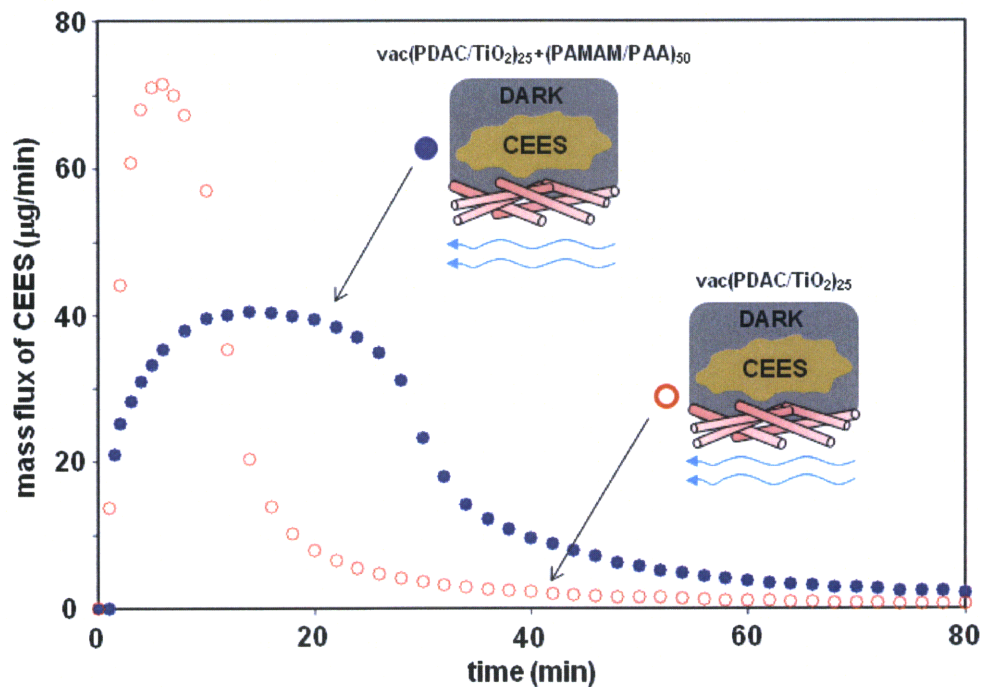 80
60
40
20
0
mass flux of CEES (µg/min)
vac(PDAC/TiO₂)₂₅+(PAMAM/PAA)₅₀
DARK
CEES
vac(PDAC/TiO₂)₂₅
DARK
CEES
0 20 40 60 80
time (min)